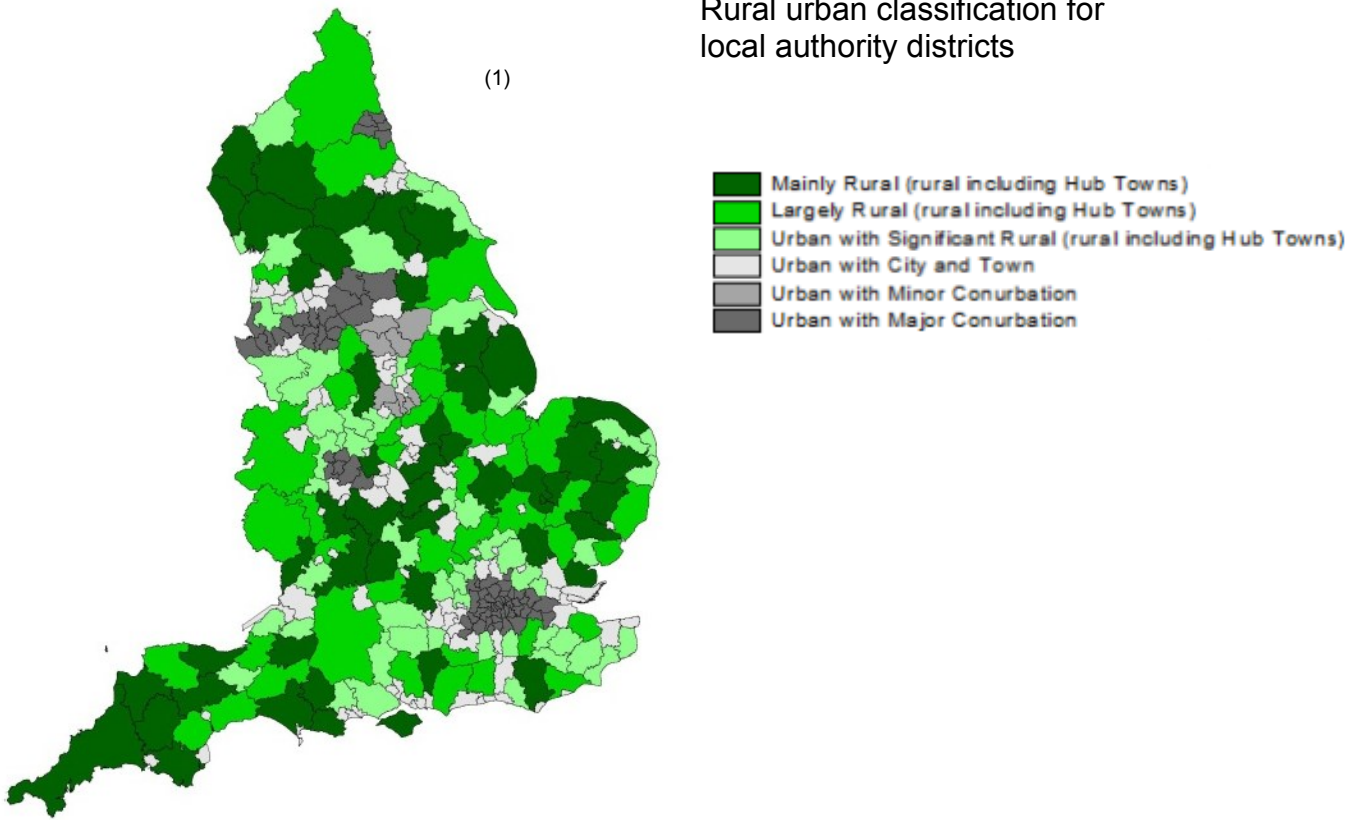 Rural urban classification for
local authority districts
(1)
Mainly Rural (rural including Hub Towns)
Largely Rural (rural including Hub Towns)
Urban with Significant Rural (rural including Hub Towns)
Urban with City and Town
Urban with Minor Conurbation
Urban with Major Conurbation